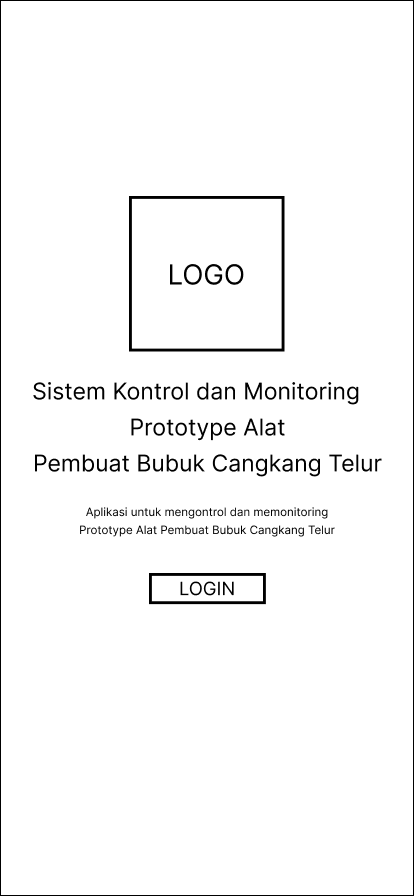 LOGO
Sistem Kontrol dan Monitoring
Prototype Alat
Pembuat Bubuk Cangkang Telur
Aplikasi untuk mengontrol dan memonitoring
Prototype Alat Pembuat Bubuk Cangkang Telur
LOGIN